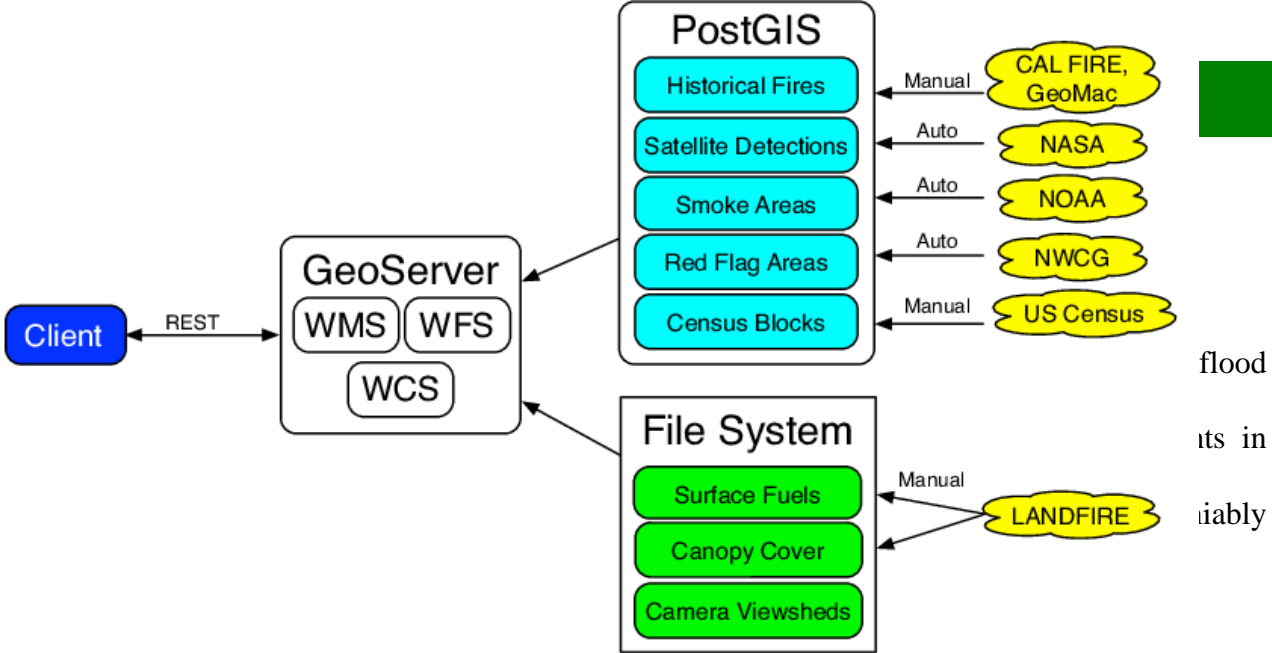 PostGIS
Historical Fires
Satellite Detections
Smoke Areas
Red Flag Areas
Census Blocks
Manual
CAL FIRE,
GeoMac
Auto
NASA
Auto
NOAA
Auto
NWCG
Manual
US Census
GeoServer
WMS
WFS
WCS
Client
REST
File System
Surface Fuels
Canopy Cover
Camera Viewsheds
Manual
LANDFIRE
flood
in